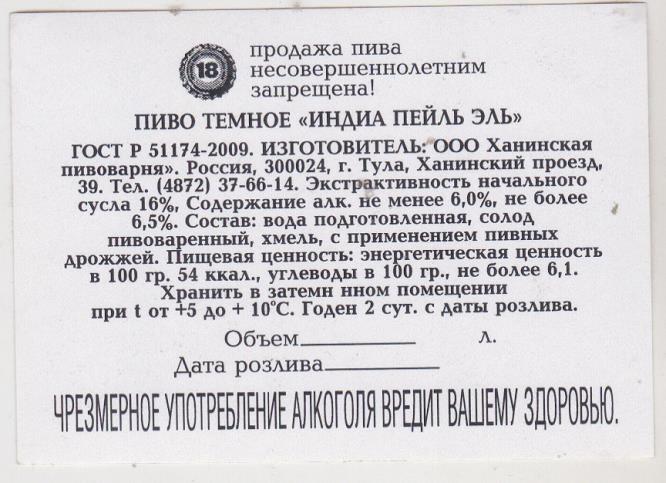 18
продажа пива
несовершеннолетним
запрещена!
ПИВО ТЕМНОЕ «ИНДИА ПЕЙЛЬ ЭЛЬ»
ГОСТ Р 51174-2009. ИЗГОТОВИТЕЛЬ: ООО Ханинская
пивоварня». Россия, 300024, г. Тула, Ханинский проезд,
39. Тел. (4872) 37-66-14. Экстрактивность начального
сусла 16%, Содержание алк. не менее 6,0%, не более
6,5%. Состав: вода подготовленная, солод
пивоваренный, хмель, с применением пивных
дрожжей. Пищевая ценность: энергетическая ценность
в 100 гр. 54 ккал., углеводы в 100 гр., не более 6,1.
Хранить в затемн нном помещении
при t от +5 до + 10°С. Годен 2 сут. с даты розлива.
Объем__________ л.
Дата розлива__________
ЧРЕЗМЕРНОЕ УПОТРЕБЛЕНИЕ АЛКОГОЛЯ ВРЕДИТ ВАШЕМУ ЗДОРОВЬЮ.